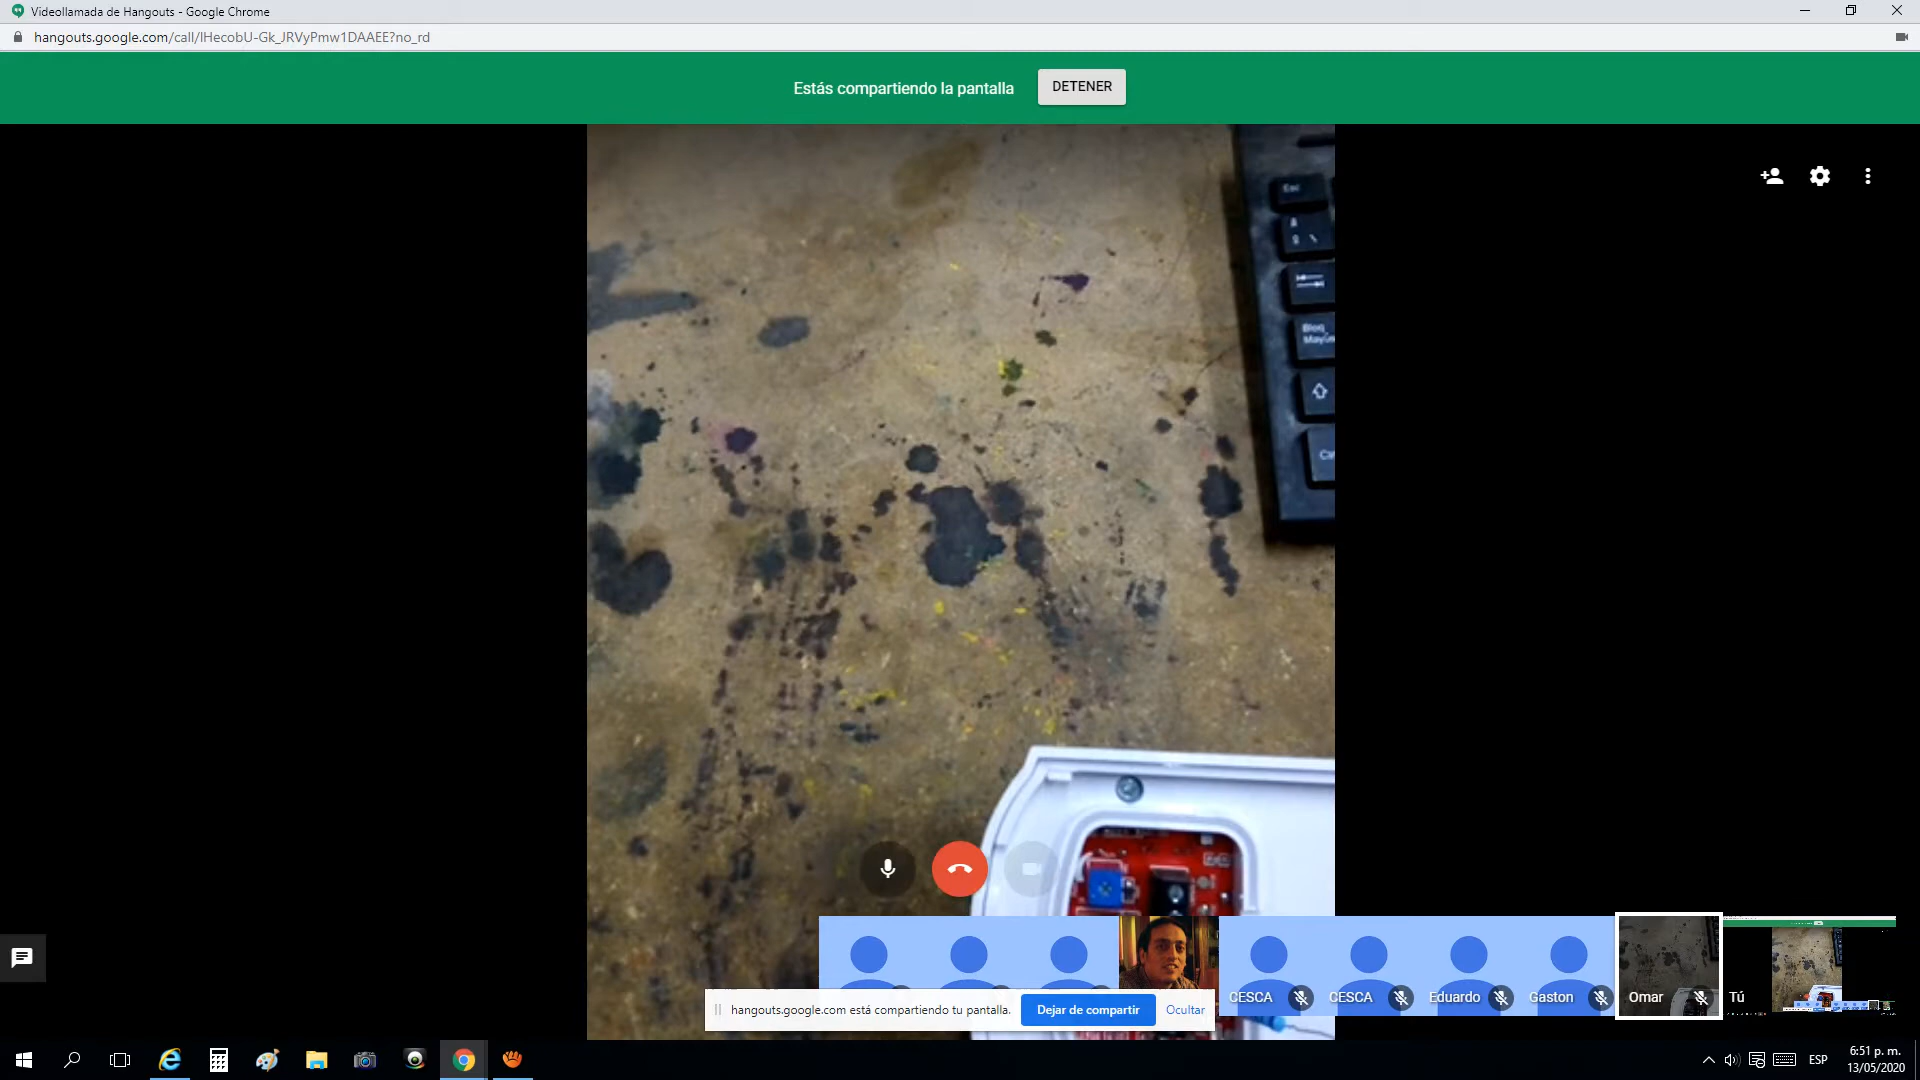 Videollamada de Hangouts - Google Chrome
hangouts.google.com/call/IHecobU-Gk_JRVyPmw1DAAEE?no_rd
Estás compartiendo la pantalla
DETENER
Esc
Bloq
Mayús
CESCA
CESCA
Eduardo
Gaston
Omar
Tú
hangouts.google.com está compartiendo tu pantalla.
Dejar de compartir
Ocultar
ESP
6:51 p. m.
13/05/2020